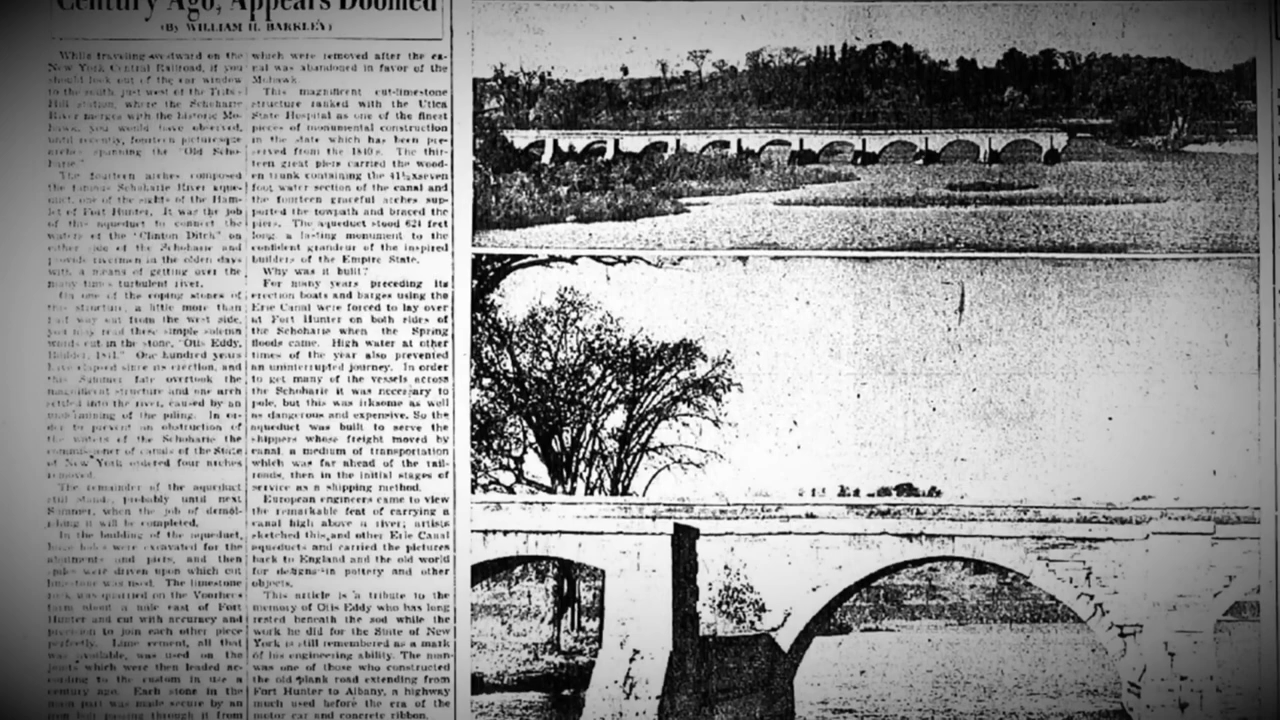 Century Ago, Appears Doomed
(By WILLIAM H. BARKLEY)
While traveling westward on the
New York Central Railroad, if you
should look out of the car window
to the south just west of the Tribes
Hill station, where the Schoharie
River merges with the historic Mo-
hawk, you would have observed,
until recently, fourteen picturesque
arches spanning the "Old Scho-
harie."
The fourteen arches composed
the famous Schoharie River aque-
duct, one of the sights of the Ham-
let of Fort Hunter. It was the job
of this aqueduct to connect the
waters of the "Clinton Ditch" on
either side of the Schoharie and
provide rivermen in the olden days
with a means of getting over the
many times turbulent river.
On one of the coping stones of
this structure, a little more than
half way out from the west side,
you may read these simple solemn
words cut in the stone, "Otis Eddy,
Builder, 1841." One hundred years
have elapsed since its erection, and
this Summer fate overtook the
magnificent structure and one arch
settled into the river, caused by an
undermining of the piling. In or-
der to prevent an obstruction of
the waters of the Schoharie the
commissioner of canals of the State
of New York ordered four arches
removed.
The remainder of the aqueduct
still stands, probably until next
Summer, when the job of demol-
ishing it will be completed.
In the building of the aqueduct,
huge holes were excavated for the
abutments and piers, and then
spiles were driven upon which cut
limestone was used. The limestone
rock was quarried on the Voorhees
farm about a mile east of Fort
Hunter and cut with accuracy and
precision to join each other piece
perfectly. Lime cement, all that
was available, was used on the
joints which were then leaded ac-
cording to the custom in use a
century ago. Each stone in the
main part was made secure by an
iron bolt passing through it from
which were removed after the ca-
nal was abandoned in favor of the
Mohawk.
This magnificent cut-limestone
structure ranked with the Utica
State Hospital as one of the finest
pieces of monumental construction
in the state which has been pre-
served from the 1840's. The thir-
teen great piers carried the wood-
en trunk containing the 41½xseven
foot water section of the canal and
the fourteen graceful arches sup-
ported the towpath and braced the
piers. The aqueduct stood 624 feet
long, a lasting monument to the
confident grandeur of the inspired
builders of the Empire State.
Why was it built?
For many years preceding its
erection boats and barges using the
Erie Canal were forced to lay over
at Fort Hunter on both sides of
the Schoharie when the Spring
floods came. High water at other
times of the year also prevented
an uninterrupted journey. In order
to get many of the vessels across
the Schoharie it was necessary to
pole, but this was irksome as well
as dangerous and expensive. So the
aqueduct was built to serve the
shippers whose freight moved by
canal, a medium of transportation
which was far ahead of the rail-
roads, then in the initial stages of
service as a shipping method.
European engineers came to view
the remarkable feat of carrying a
canal high above a river; artists
sketched this and other Erie Canal
aqueducts and carried the pictures
back to England and the old world
for designs in pottery and other
objects.
This article is a tribute to the
memory of Otis Eddy who has long
rested beneath the sod while the
work he did for the State of New
York is still remembered as a mark
of his engineering ability. The man
was one of those who constructed
the old plank road extending from
Fort Hunter to Albany, a highway
much used before the era of the
motor car and concrete ribbon.